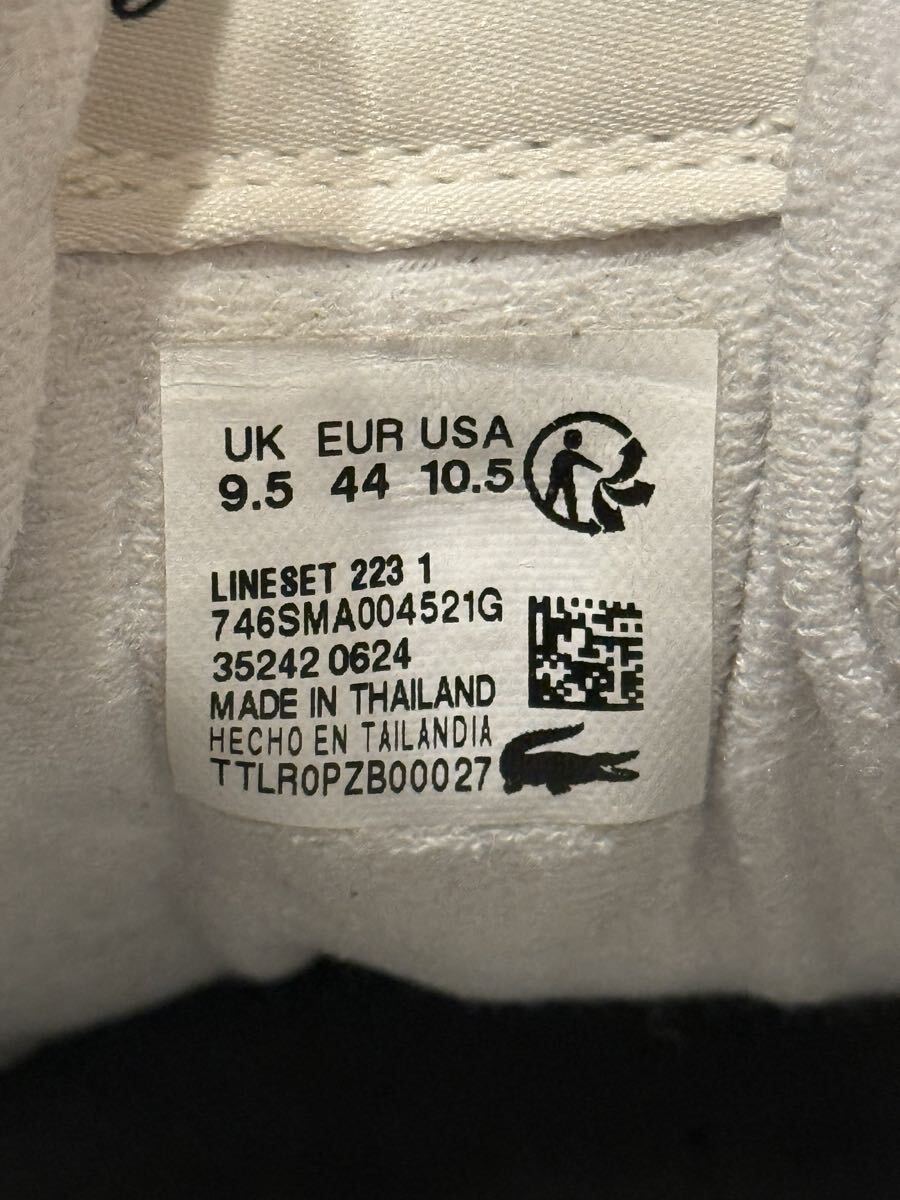 UK EUR USA
9.5 44 10.5
LINESET 223 1
746SMA004521G
35242 0624
MADE IN THAILAND
HECHO EN TAILANDIA
TTLR0PZB00027